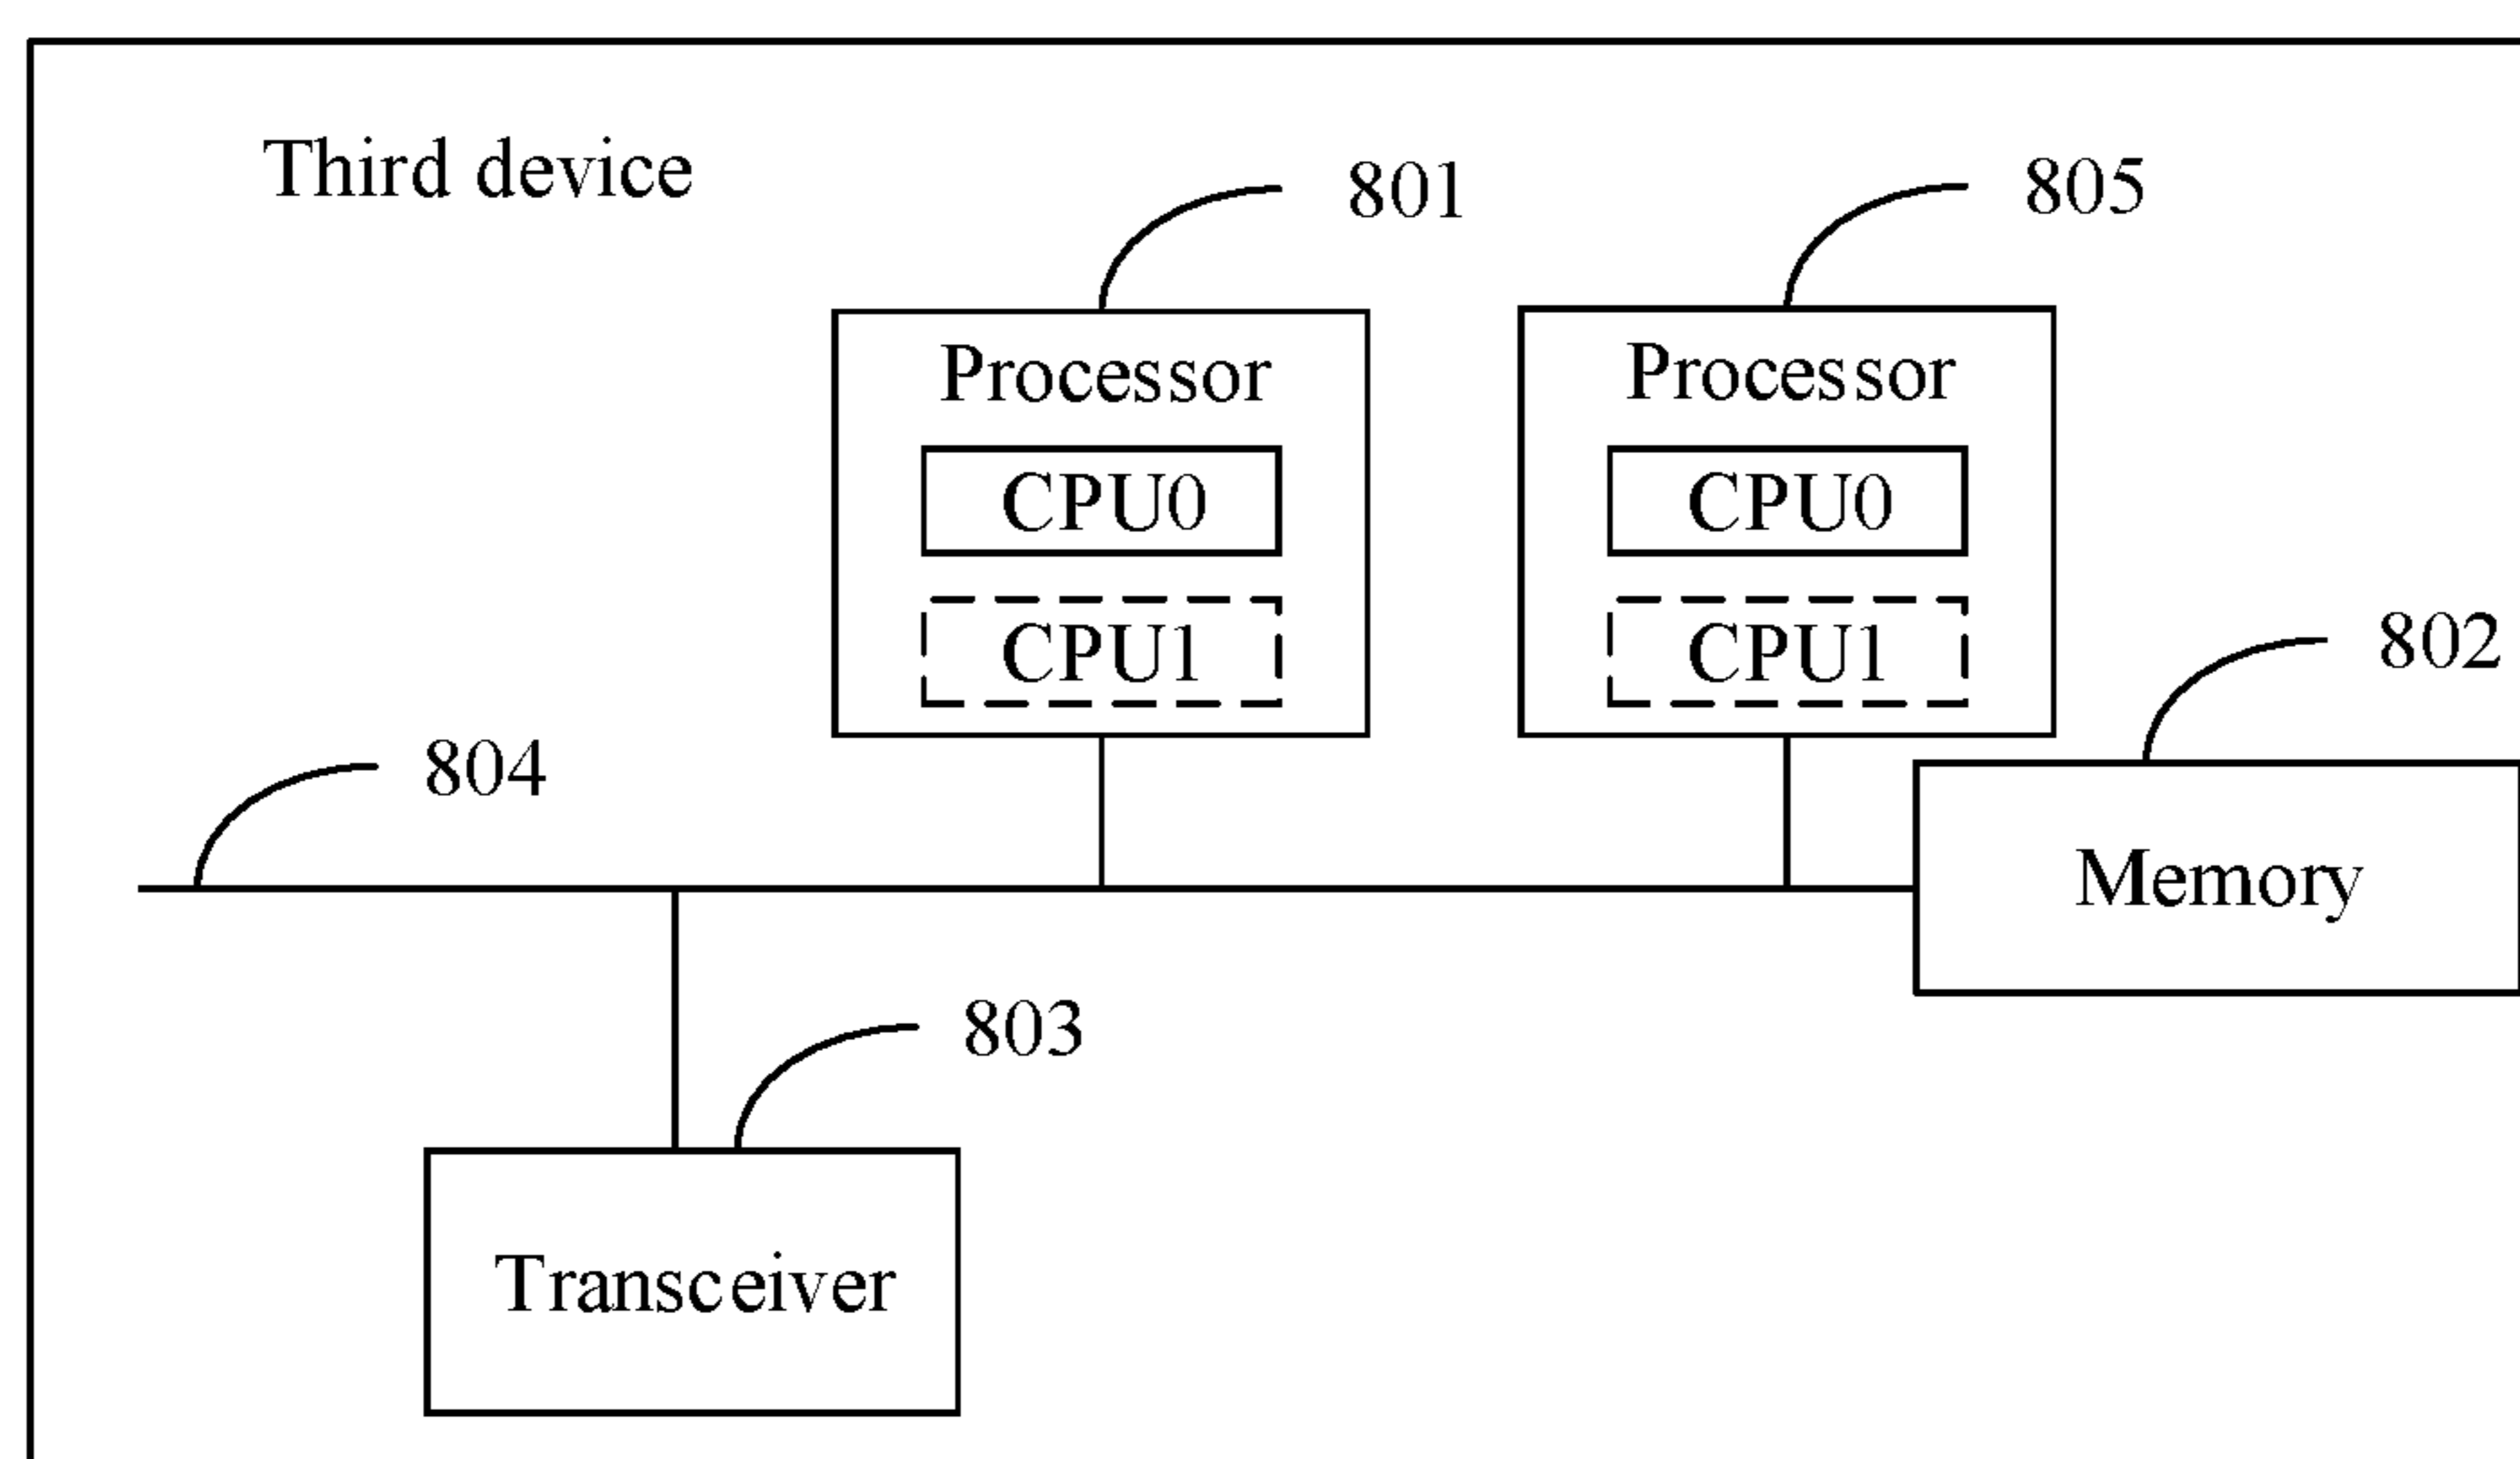 Third device
801
805
Processor
CPU0
CPU1
Processor
CPU0
CPU1
802
804
Memory
803
Transceiver